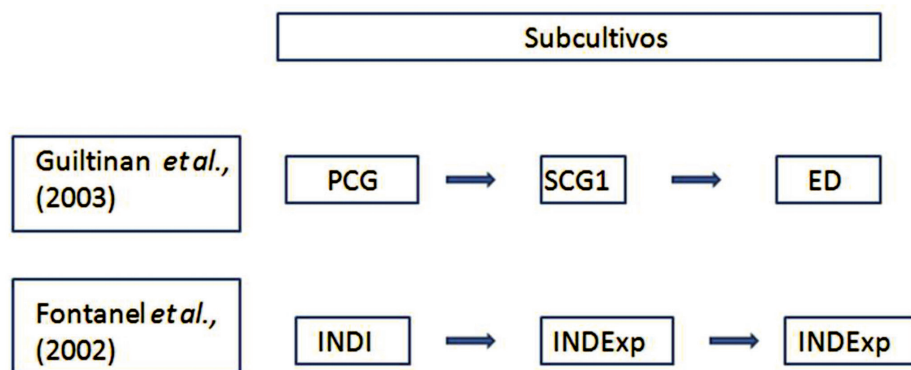 Subcultivos
Guiltinan et al.,
(2003)
PCG
SCG1
ED
Fontanel et al.,
(2002)
INDI
INDExp
INDExp